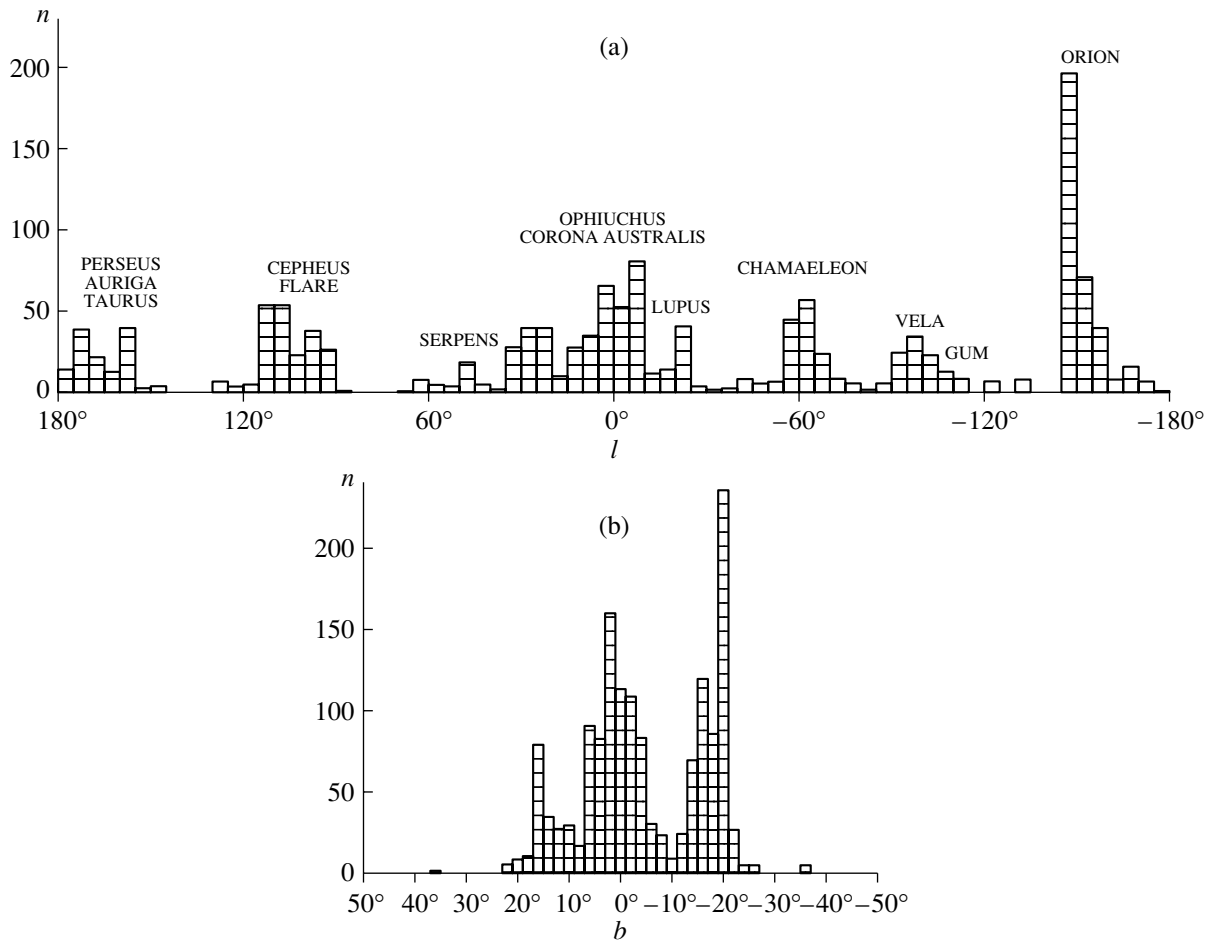 n
(a)
200
150
100
50
0
ORION
OPHIUCHUS
CORONA AUSTRALIS
PERSEUS
AURIGA
TAURUS
CEPHEUS
FLARE
CHAMAELEON
LUPUS
SERPENS
VELA
GUM
180° 120° 60° 0° –60° –120° –180°
l
n
(b)
200
150
100
50
0
50° 40° 30° 20° 10° 0° –10° –20° –30° –40° –50°
b